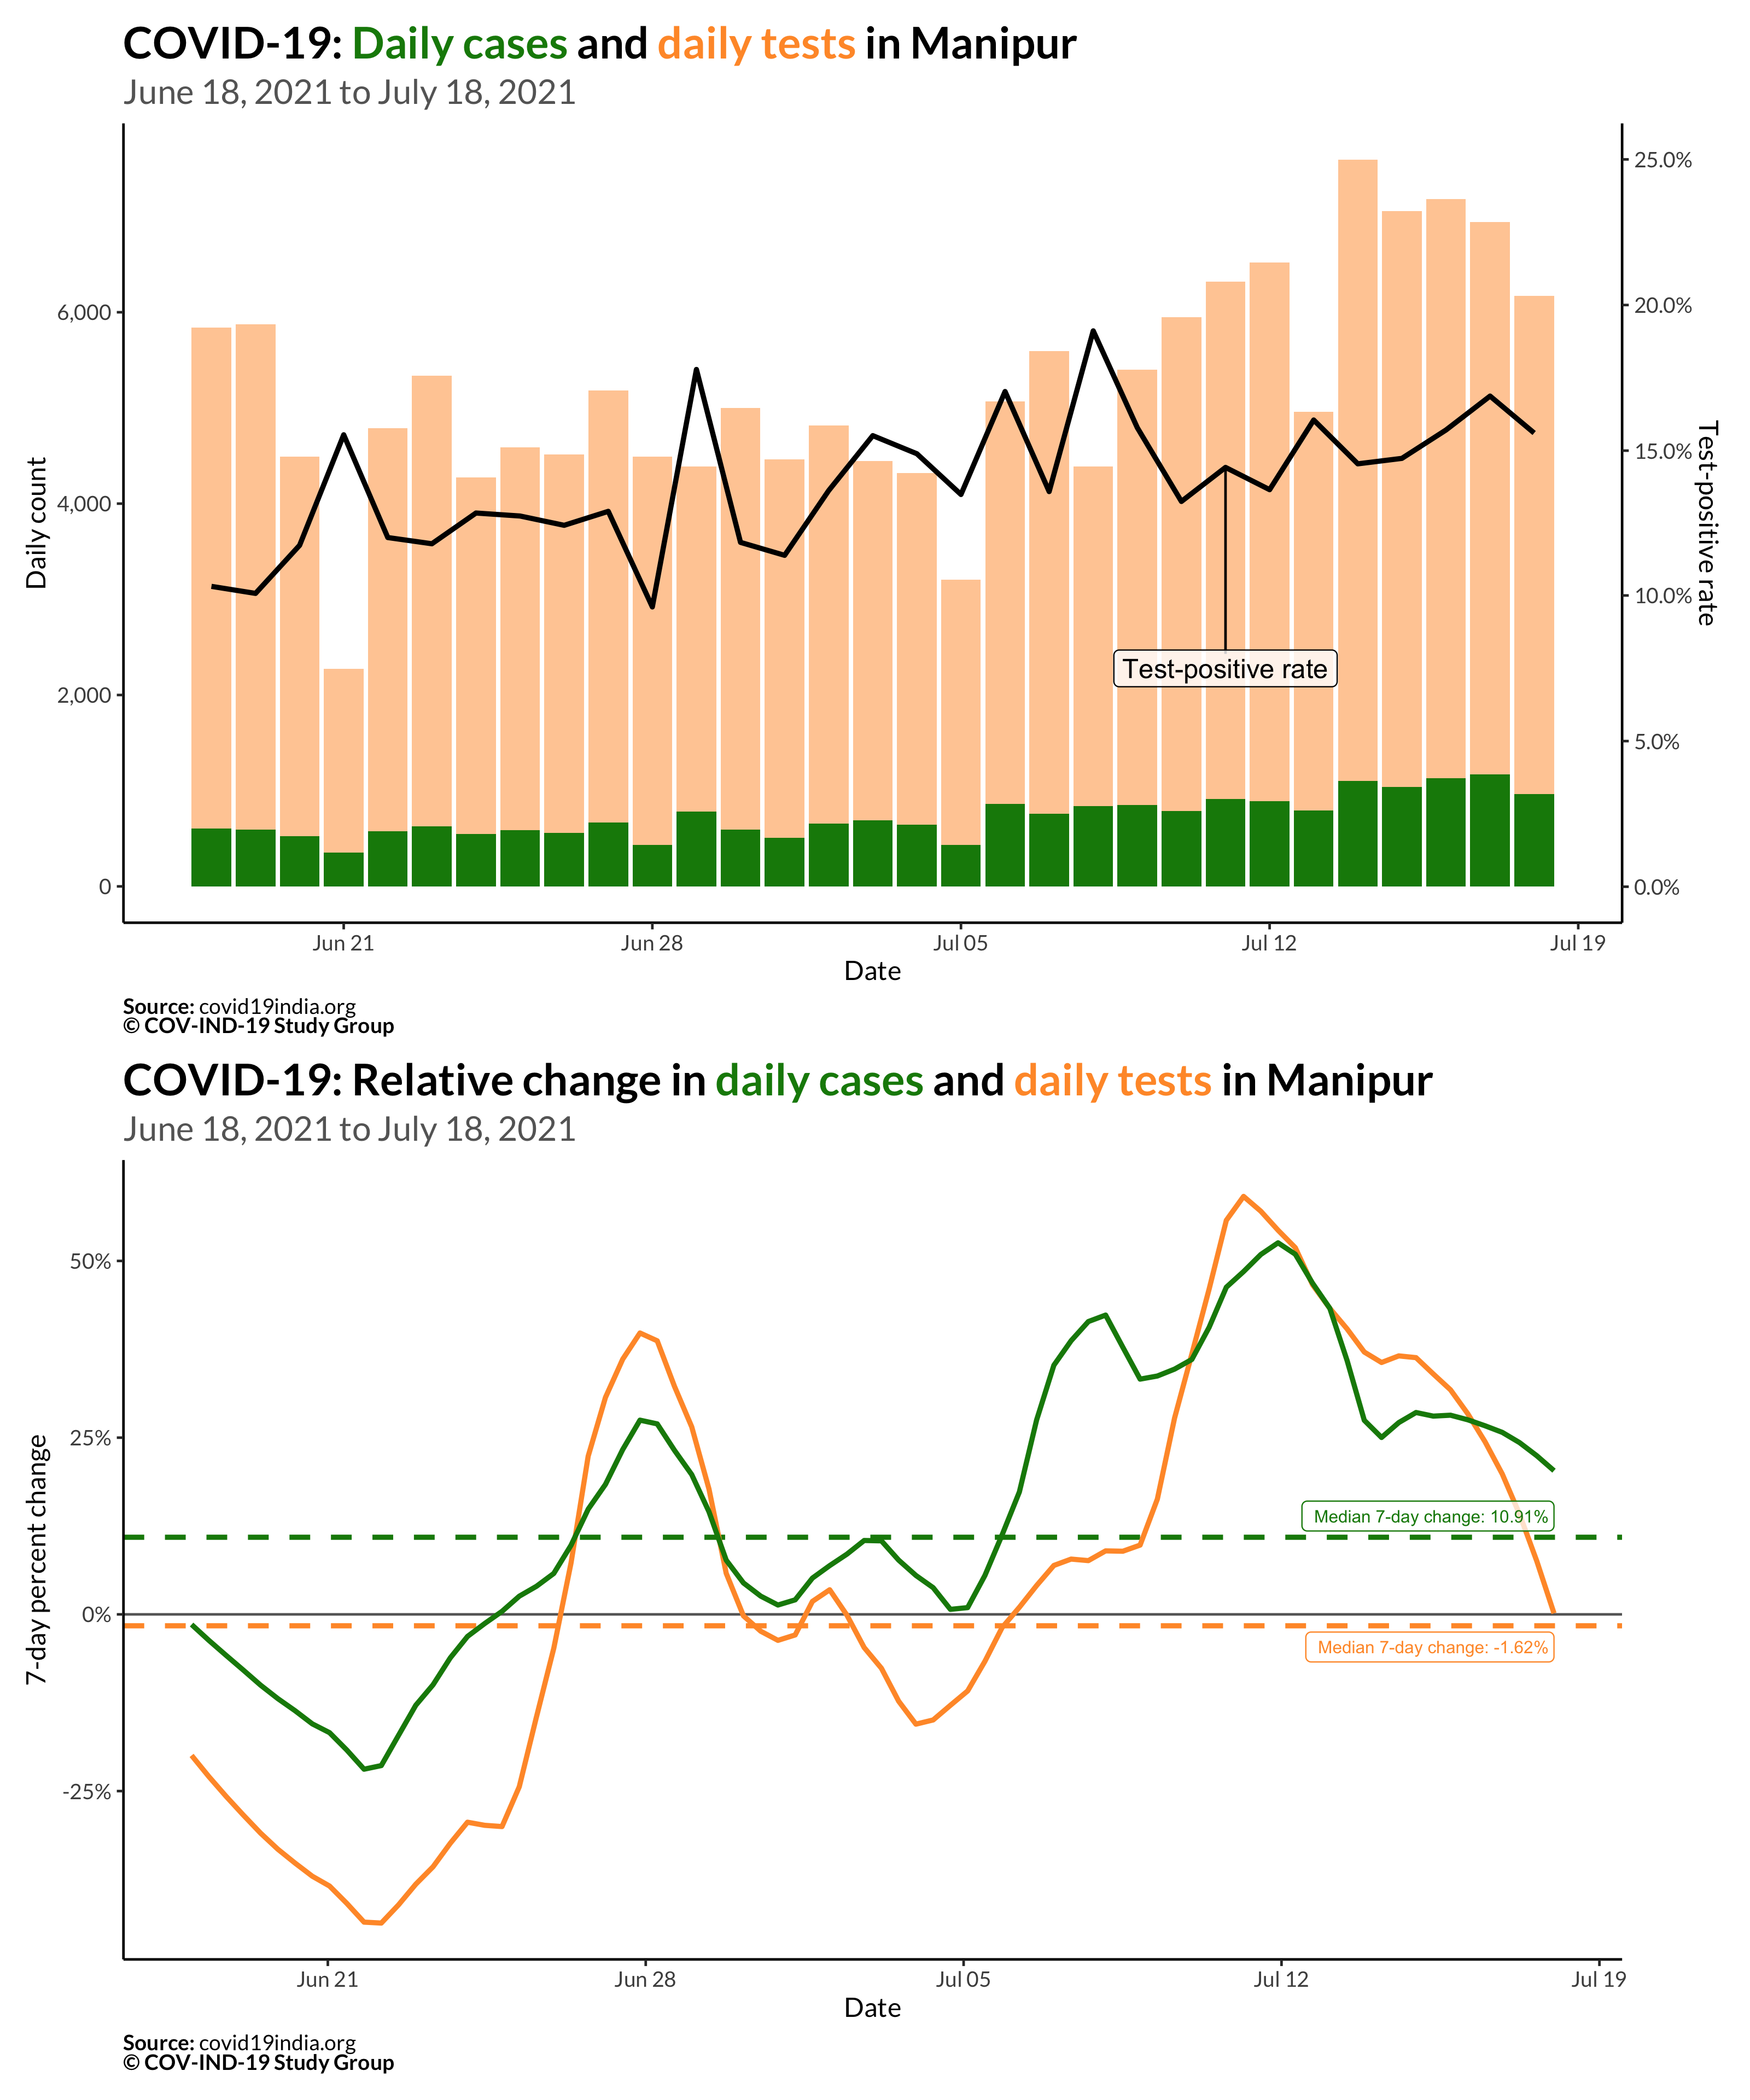 COVID-19: Daily cases and daily tests in Manipur
June 18, 2021 to July 18, 2021
25.0%
20.0%
6,000
15.0%
4,000
Daily count
Test-positive rate
10.0%
Test-positive rate
2,000
5.0%
0
0.0%
Jun 21
Jun 28
Jul 05
Jul 12
Jul 19
Date
Source: covid19india.org
© COV-IND-19 Study Group
COVID-19: Relative change in daily cases and daily tests in Manipur
June 18, 2021 to July 18, 2021
50%
25%
7-day percent change
Median 7-day change: 10.91%
0%
Median 7-day change: -1.62%
-25%
Jun 21
Jun 28
Jul 05
Jul 12
Jul 19
Date
Source: covid19india.org
© COV-IND-19 Study Group